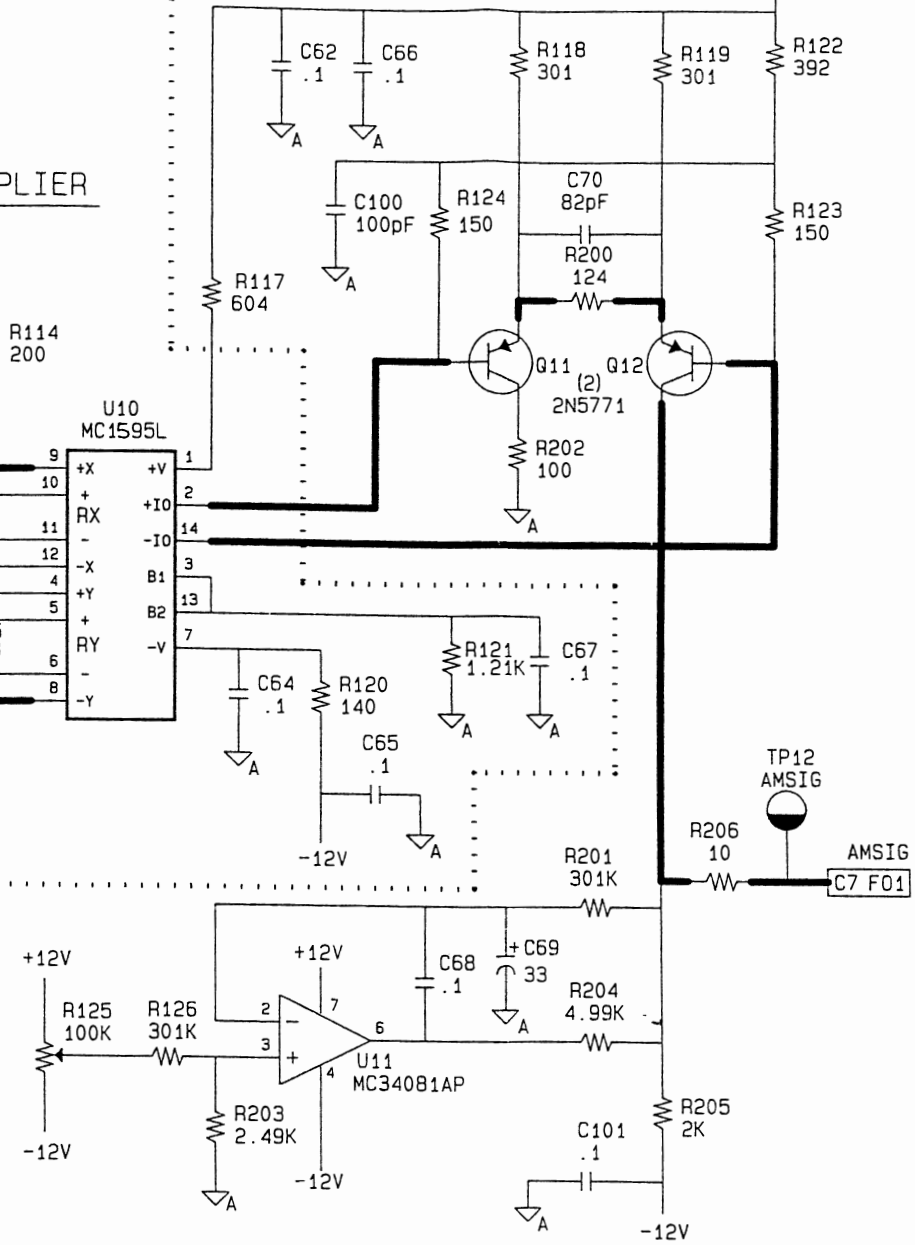 C62
.1
C66
.1
R118
301
R119
301
R122
392
A
A
PLIER
C100
100pF
R124
150
C70
82pF
R123
150
A
R200
124
R117
604
R114
200
Q11
(2)
Q12
2N5771
U10
MC1595L
R202
100
9
+X
+V
1
10
+
RX
+IO
2
A
11
-
-IO
14
12
-X
B1
3
4
+Y
5
+
B2
13
RY
-V
7
6
-
8
-Y
R121
1.21K
C67
.1
C64
.1
R120
140
A
A
A
C65
.1
A
-12V
TP12
AMSIG
R206
10
AMSIG
C7 F01
R201
301K
+12V
+12V
C68
.1
+
C69
33
R125
100K
R126
301K
2
-
7
A
R204
4.99K
3
+
6
4
U11
MC34081AP
R203
2.49K
R205
2K
-12V
C101
.1
-12V
A
A
-12V